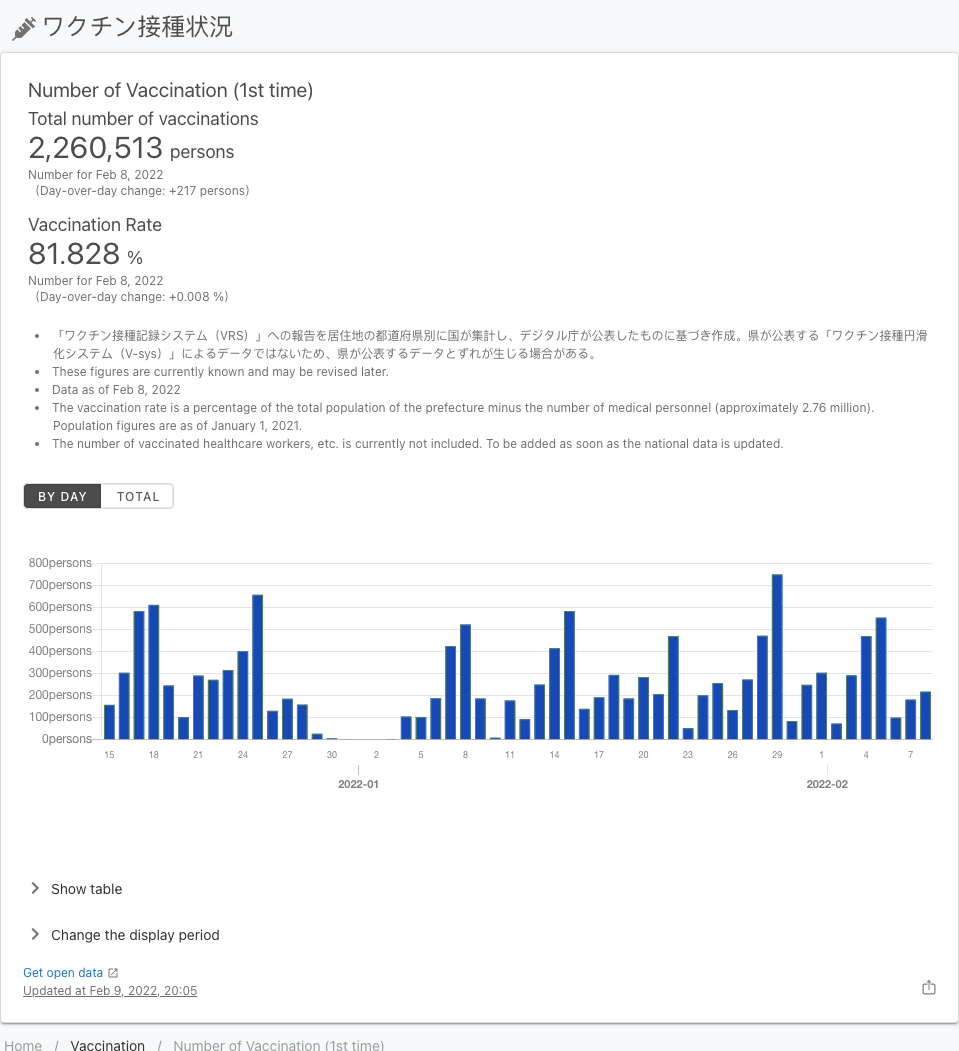 ワクチン接種状況
Number of Vaccination (1st time)
Total number of vaccinations
2,260,513 persons
Number for Feb 8, 2022
(Day-over-day change: +217 persons)
Vaccination Rate
81.828 %
Number for Feb 8, 2022
(Day-over-day change: +0.008 %)
• 「ワクチン接種記録システム（VRS）」への報告を居住地の都道府県別に国が集計し、デジタル庁が公表したものに基づき作成。県が公表する「ワクチン接種円滑
化システム（V-sys）」によるデータではないため、県が公表するデータとずれが生じる場合がある。
• These figures are currently known and may be revised later.
• Data as of Feb 8, 2022
• The vaccination rate is a percentage of the total population of the prefecture minus the number of medical personnel (approximately 2.76 million).
Population figures are as of January 1, 2021.
• The number of vaccinated healthcare workers, etc. is currently not included. To be added as soon as the national data is updated.
BY DAY TOTAL
800persons
700persons
600persons
500persons
400persons
300persons
200persons
100persons
0persons
15 18 21 24 27 30 2 5 8 11 14 17 20 23 26 29 1 4 7
2022-01 2022-02
Show table
Change the display period
Get open data
Updated at Feb 9, 2022, 20:05
Home / Vaccination / Number of Vaccination (1st time)